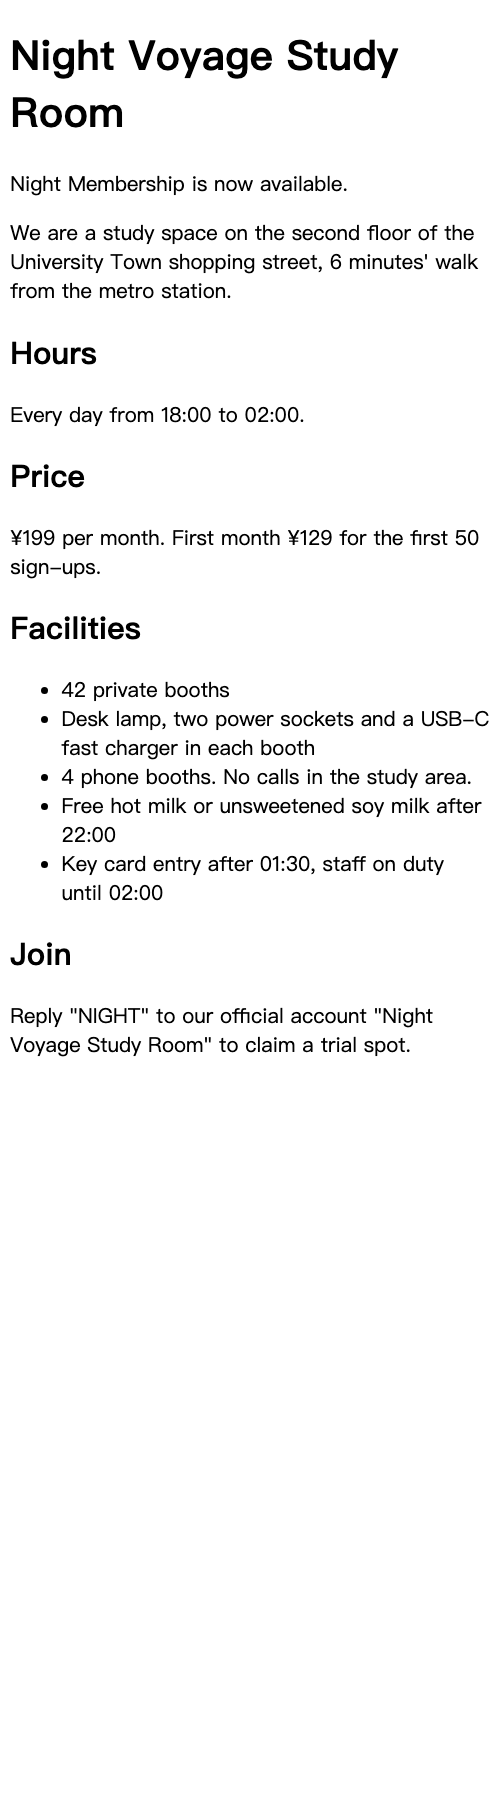 Night Voyage Study
Room
Night Membership is now available.
We are a study space on the second floor of the
University Town shopping street, 6 minutes' walk
from the metro station.
Hours
Every day from 18:00 to 02:00.
Price
¥199 per month. First month ¥129 for the first 50
sign-ups.
Facilities
• 42 private booths
• Desk lamp, two power sockets and a USB-C
fast charger in each booth
• 4 phone booths. No calls in the study area.
• Free hot milk or unsweetened soy milk after
22:00
• Key card entry after 01:30, staff on duty
until 02:00
Join
Reply "NIGHT" to our official account "Night
Voyage Study Room" to claim a trial spot.